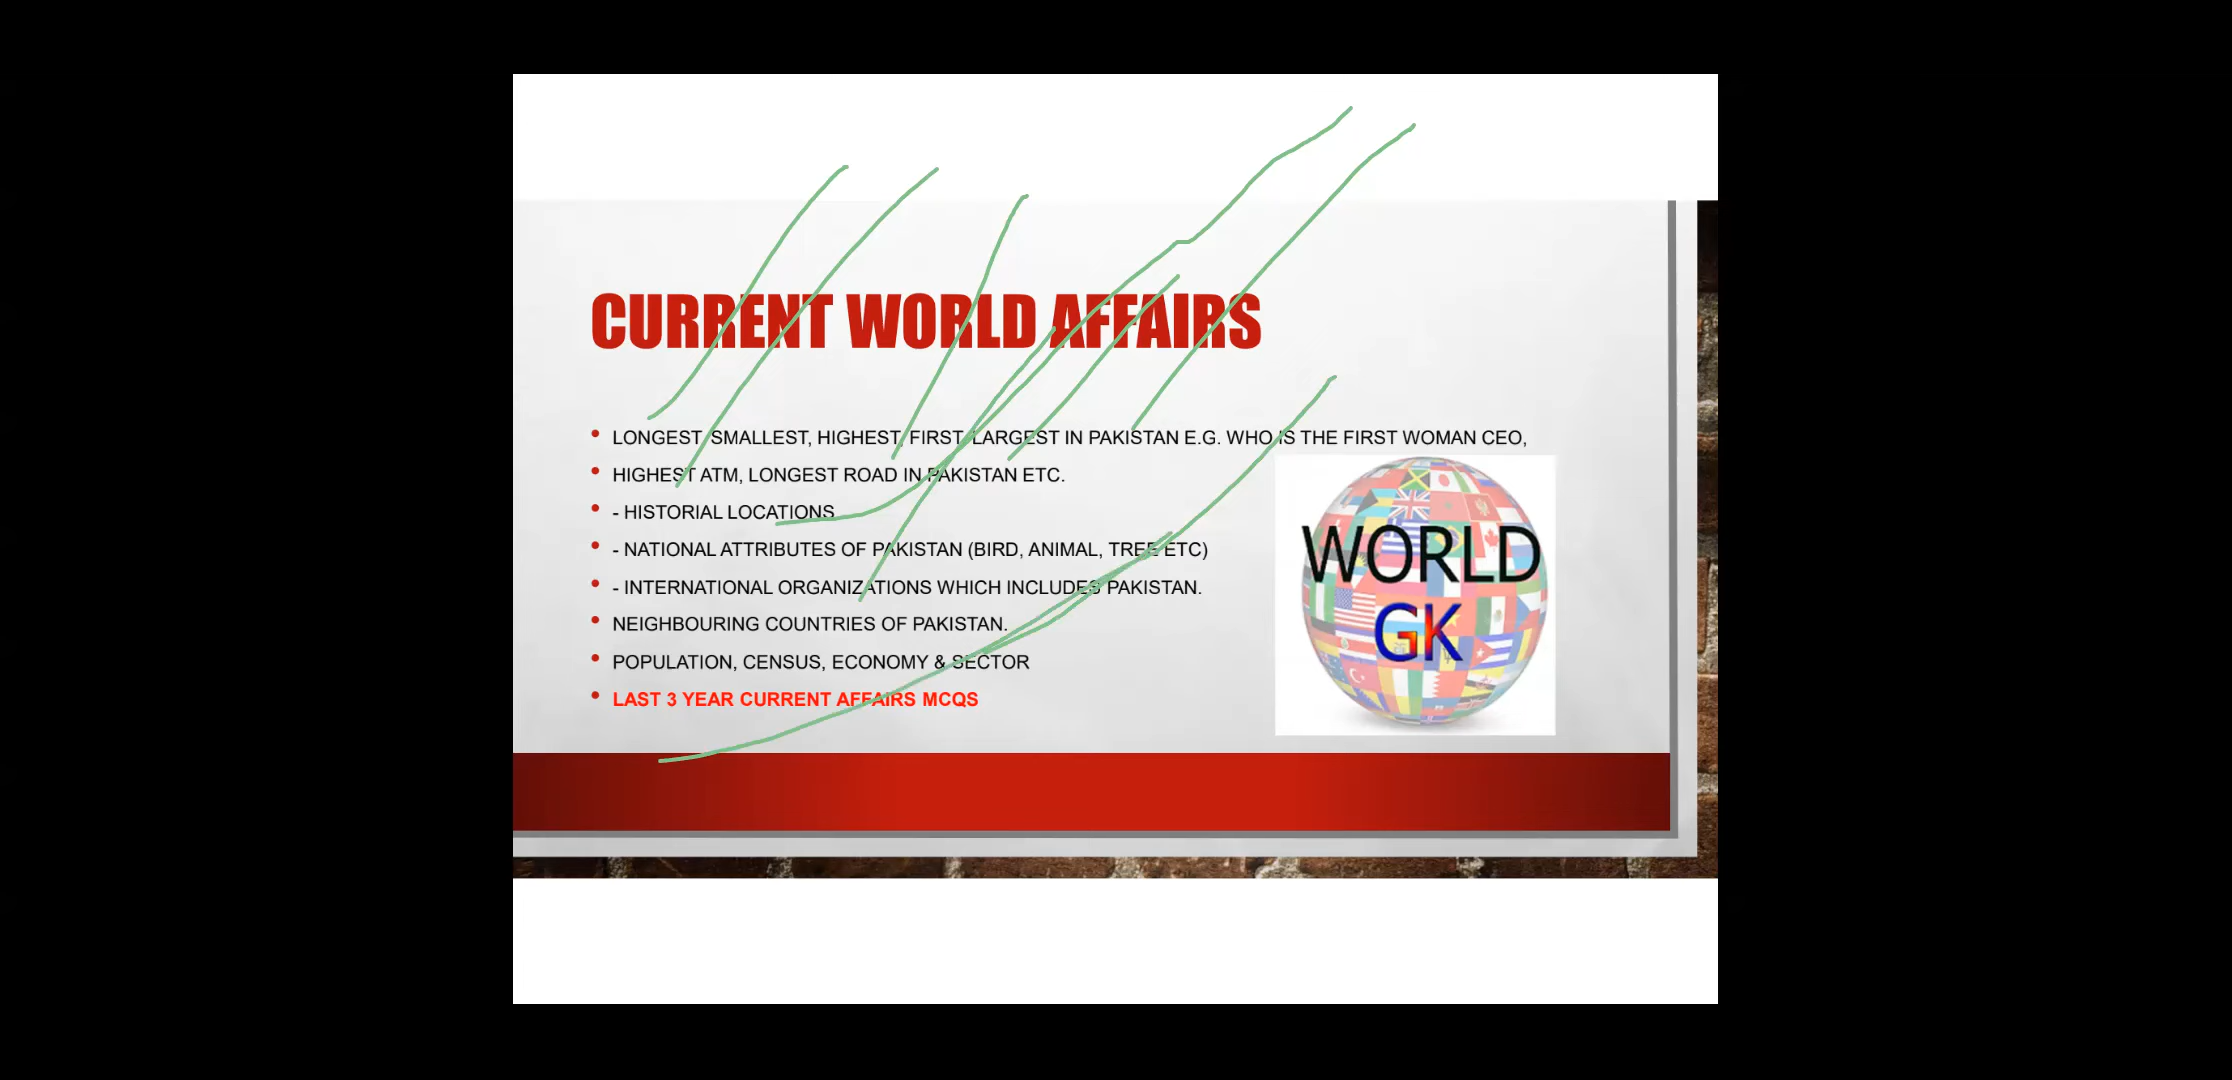 CURRENT WORLD AFFAIRS
LONGEST, SMALLEST, HIGHEST, FIRST, LARGEST IN PAKISTAN E.G. WHO IS THE FIRST WOMAN CEO,
HIGHEST ATM, LONGEST ROAD IN PAKISTAN ETC.
- HISTORIAL LOCATIONS
- NATIONAL ATTRIBUTES OF PAKISTAN (BIRD, ANIMAL, TREE ETC)
- INTERNATIONAL ORGANIZATIONS WHICH INCLUDES PAKISTAN.
NEIGHBOURING COUNTRIES OF PAKISTAN.
POPULATION, CENSUS, ECONOMY & SECTOR
LAST 3 YEAR CURRENT AFFAIRS MCQS
WORLD
GK